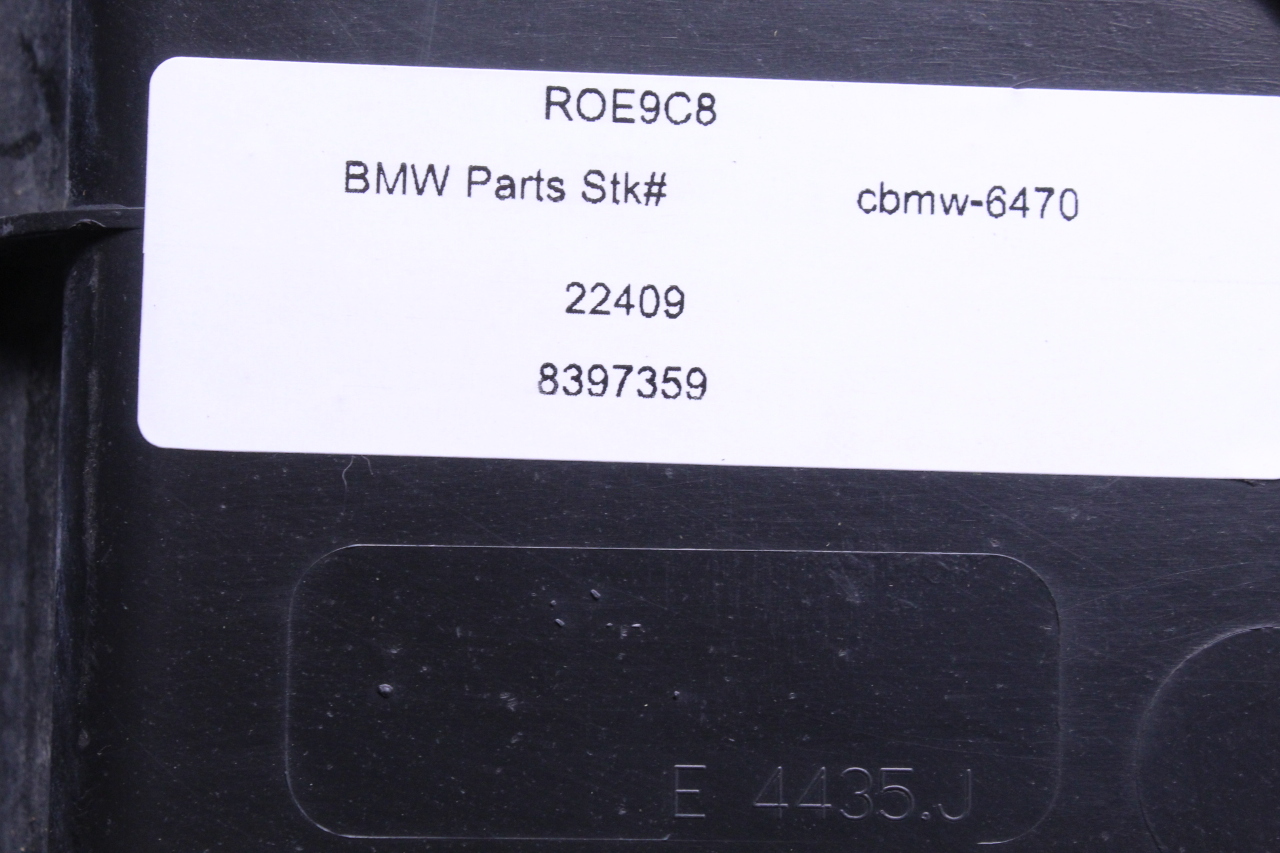 ROE9C8
BMW Parts Stk# cbmw-6470
22409
8397359
E 4435.J